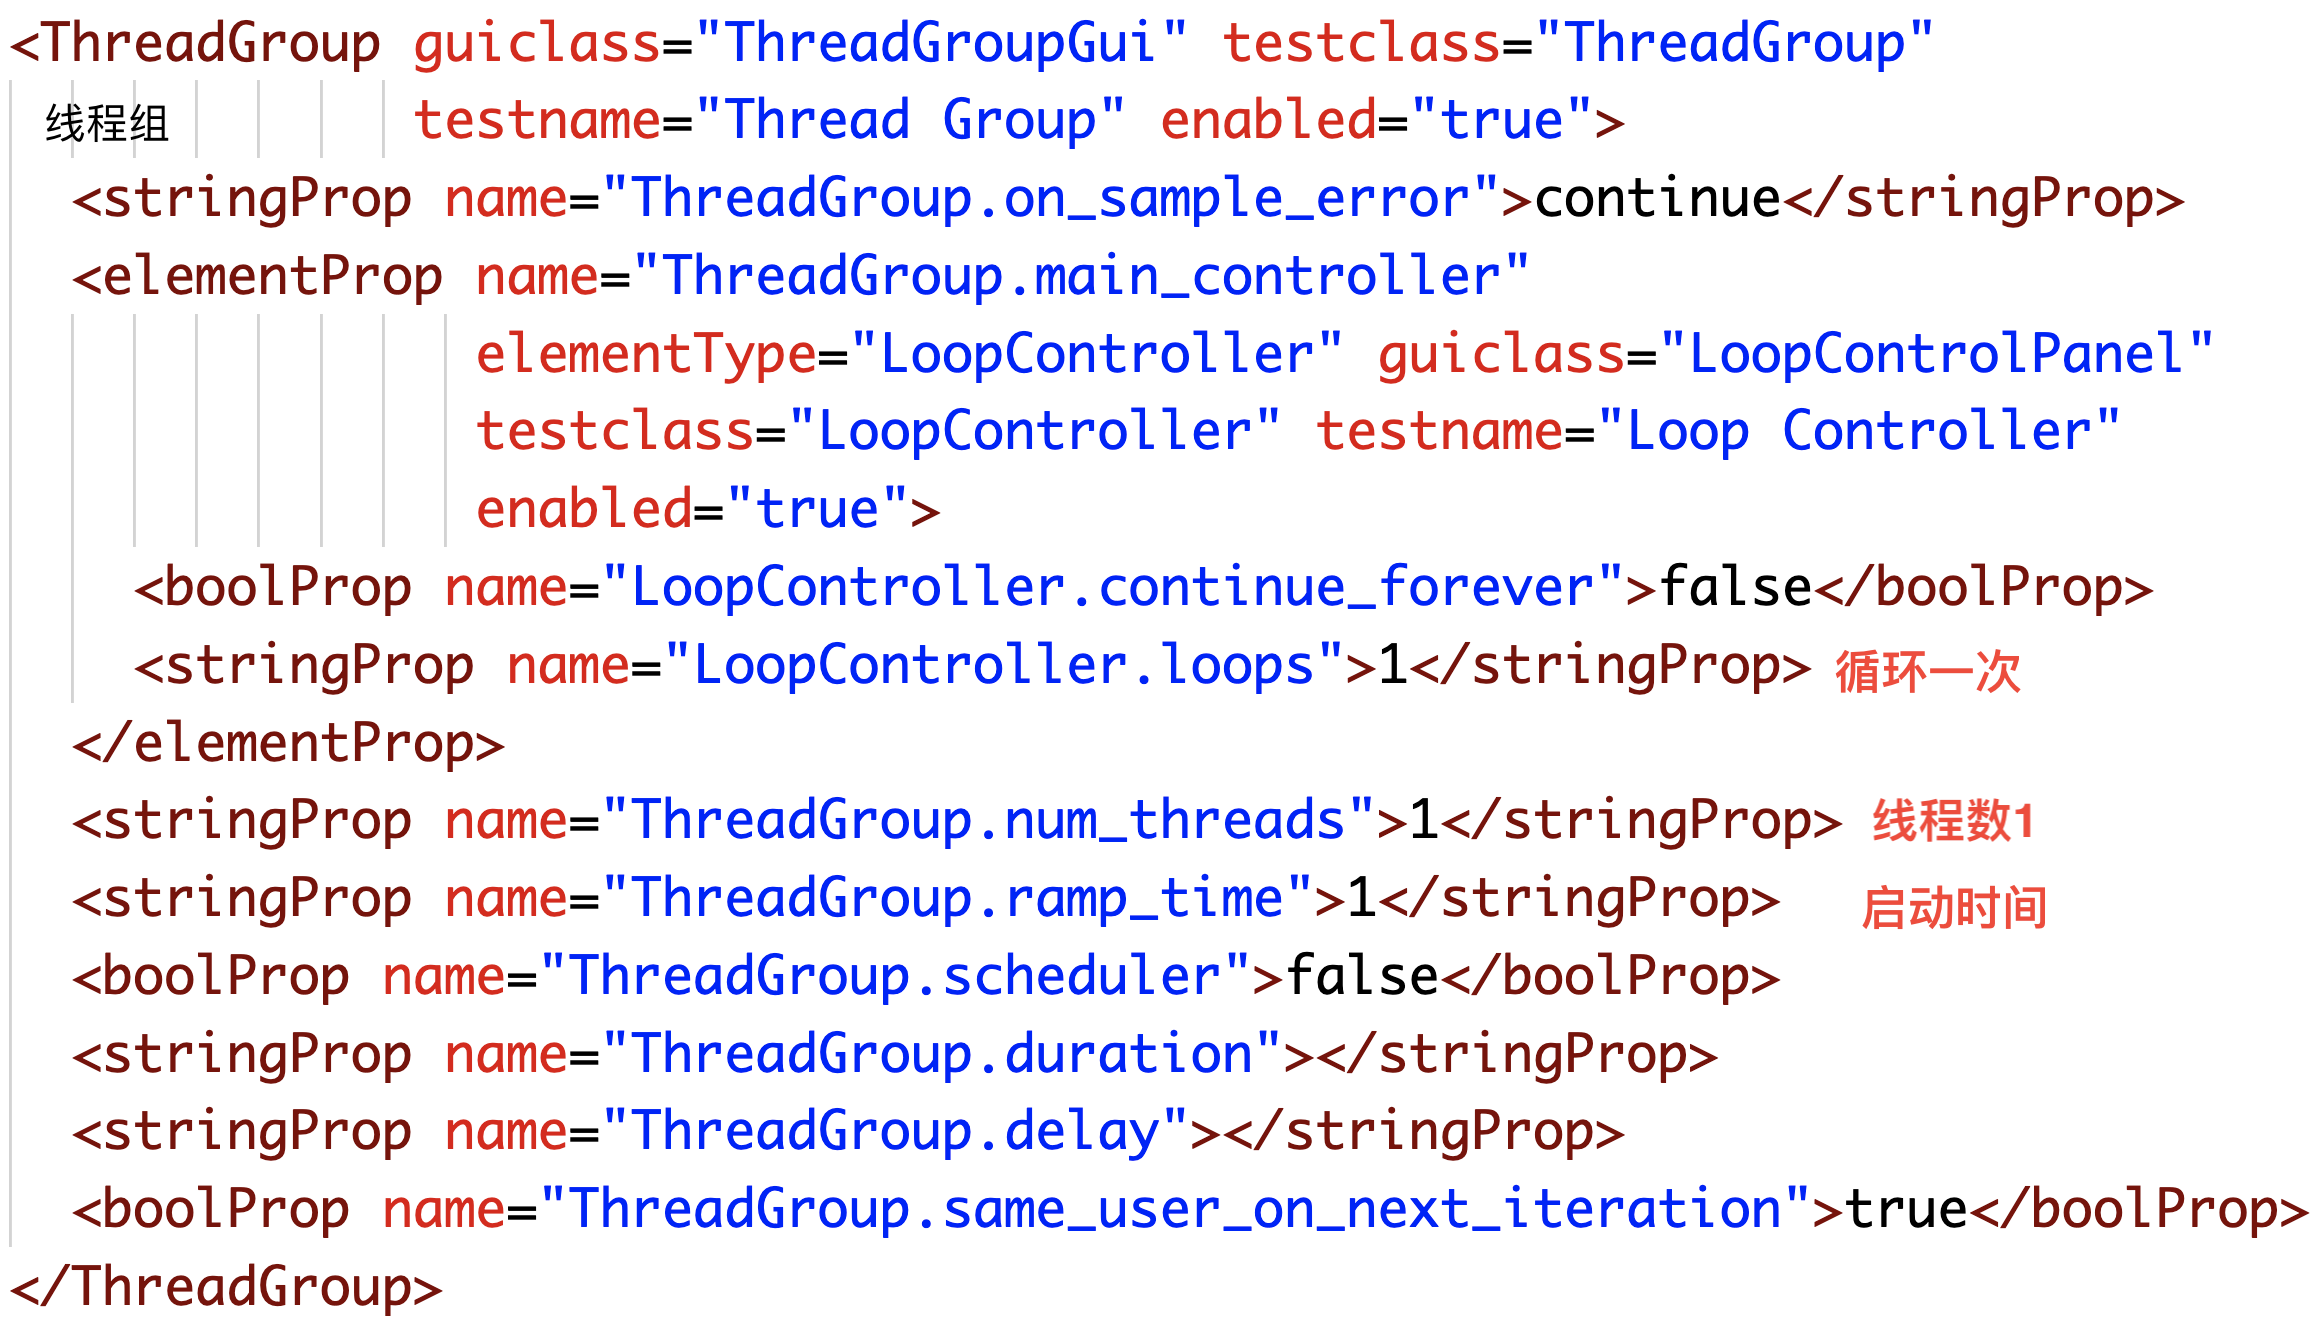 <ThreadGroup guiclass="ThreadGroupGui" testclass="ThreadGroup"
线程组 testname="Thread Group" enabled="true">
<stringProp name="ThreadGroup.on_sample_error">continue</stringProp>
<elementProp name="ThreadGroup.main_controller"
elementType="LoopController" guiclass="LoopControlPanel"
testclass="LoopController" testname="Loop Controller"
enabled="true">
<boolProp name="LoopController.continue_forever">false</boolProp>
<stringProp name="LoopController.loops">1</stringProp> 循环一次
</elementProp>
<stringProp name="ThreadGroup.num_threads">1</stringProp> 线程数1
<stringProp name="ThreadGroup.ramp_time">1</stringProp> 启动时间
<boolProp name="ThreadGroup.scheduler">false</boolProp>
<stringProp name="ThreadGroup.duration"></stringProp>
<stringProp name="ThreadGroup.delay"></stringProp>
<boolProp name="ThreadGroup.same_user_on_next_iteration">true</boolProp>
</ThreadGroup>